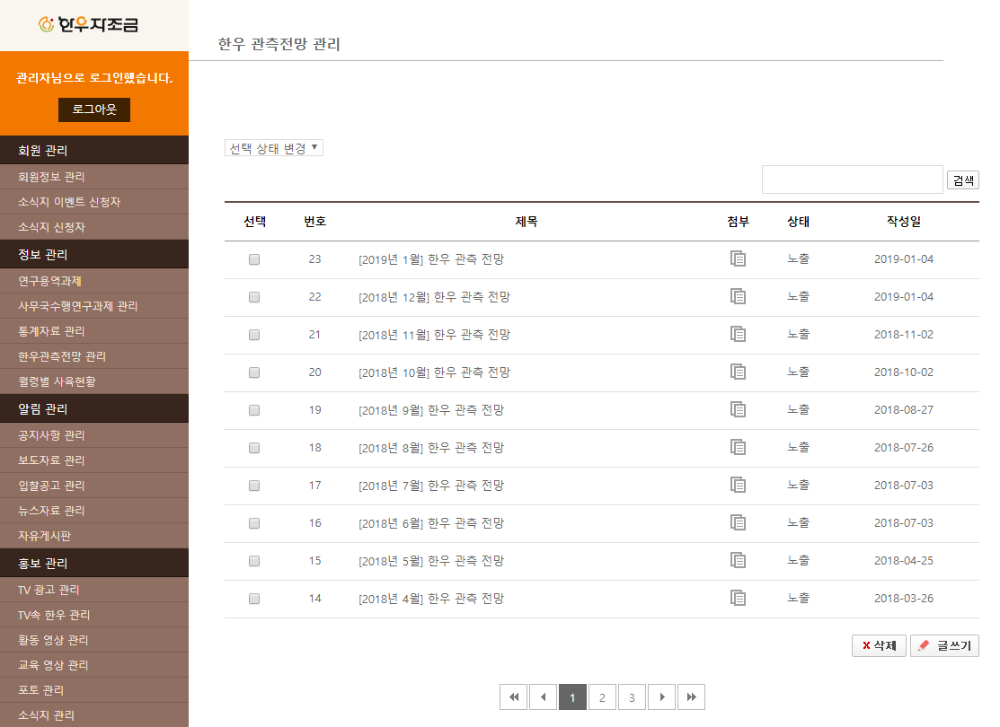 한우자조금
관리자님으로 로그인했습니다.
로그아웃
회원 관리
회원정보 관리
소식지 이벤트 신청자
소식지 신청자
정보 관리
연구용역과제
사무국수행연구과제 관리
통계자료 관리
한우관측전망 관리
월령별 사육현황
알림 관리
공지사항 관리
보도자료 관리
입찰공고 관리
뉴스자료 관리
자유게시판
홍보 관리
TV 광고 관리
TV속 한우 관리
활동 영상 관리
교육 영상 관리
포토 관리
소식지 관리
한우 관측전망 관리
선택 상태 변경 ▼
검색
선택 번호 제목 첨부 상태 작성일
23 [2019년 1월] 한우 관측 전망 노출 2019-01-04
22 [2018년 12월] 한우 관측 전망 노출 2019-01-04
21 [2018년 11월] 한우 관측 전망 노출 2018-11-02
20 [2018년 10월] 한우 관측 전망 노출 2018-10-02
19 [2018년 9월] 한우 관측 전망 노출 2018-08-27
18 [2018년 8월] 한우 관측 전망 노출 2018-07-26
17 [2018년 7월] 한우 관측 전망 노출 2018-07-03
16 [2018년 6월] 한우 관측 전망 노출 2018-07-03
15 [2018년 5월] 한우 관측 전망 노출 2018-04-25
14 [2018년 4월] 한우 관측 전망 노출 2018-03-26
삭제 글쓰기
1 2 3